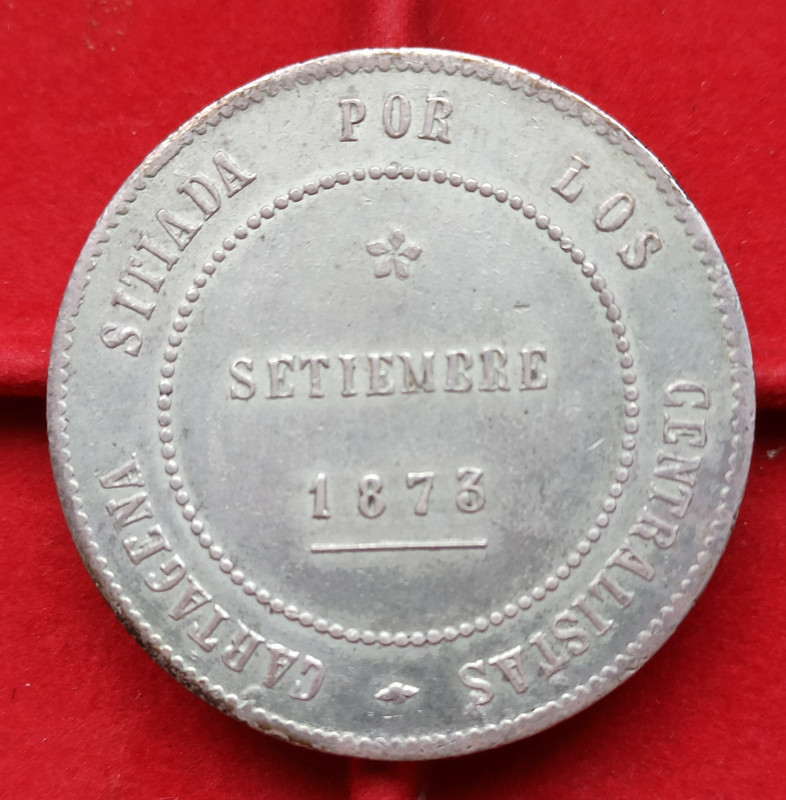 CARTAGENA SITIADA POR LOS CENTRALISTAS
SETIEMBRE
1873